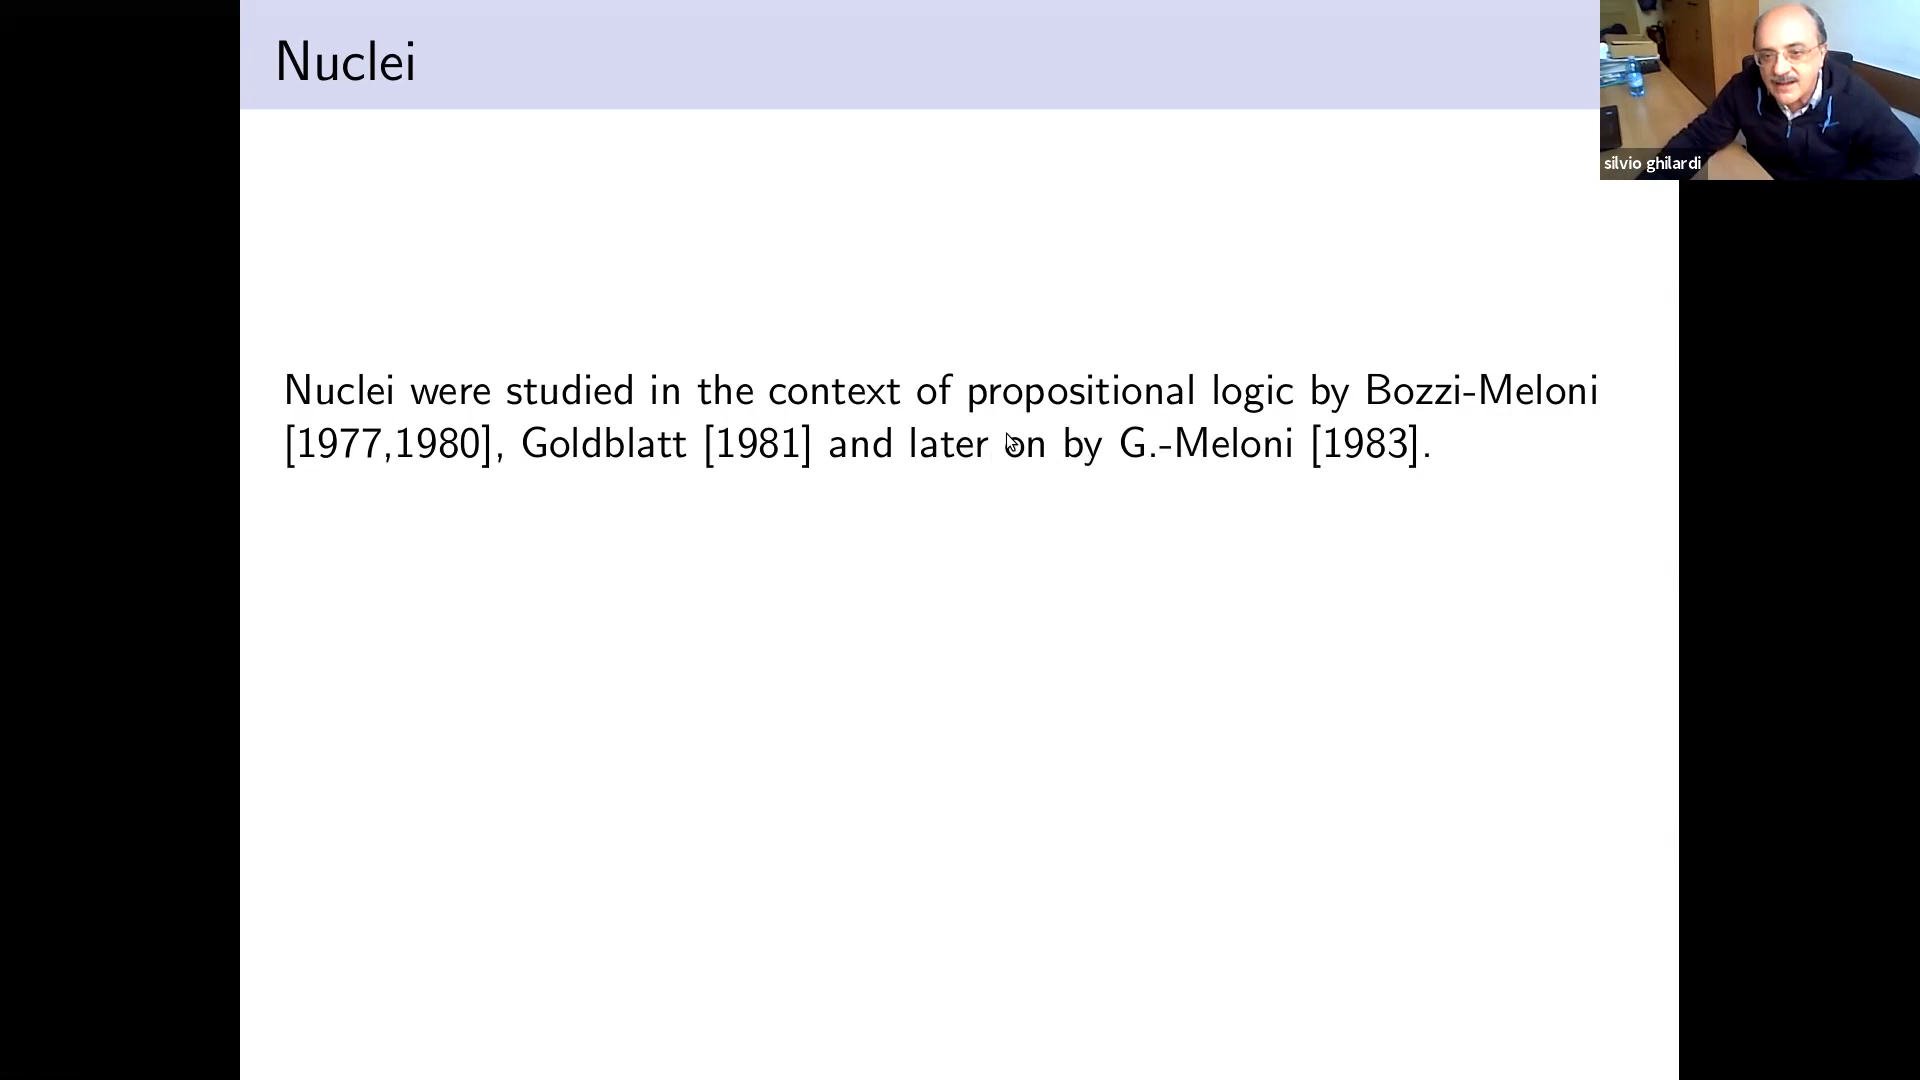 Nuclei
silvio ghilardi
Nuclei were studied in the context of propositional logic by Bozzi-Meloni
[1977,1980], Goldblatt [1981] and later on by G.-Meloni [1983].